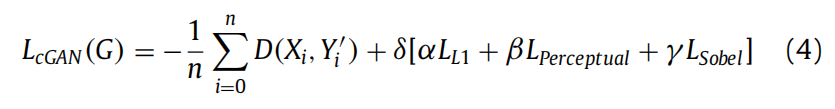 L_{cGAN}(G) = -\frac{1}{n} \sum_{i=0}^{n} D(X_i, Y_i') + \delta[\alpha L_{L1} + \beta L_{Perceptual} + \gamma L_{Sobel}] (4)